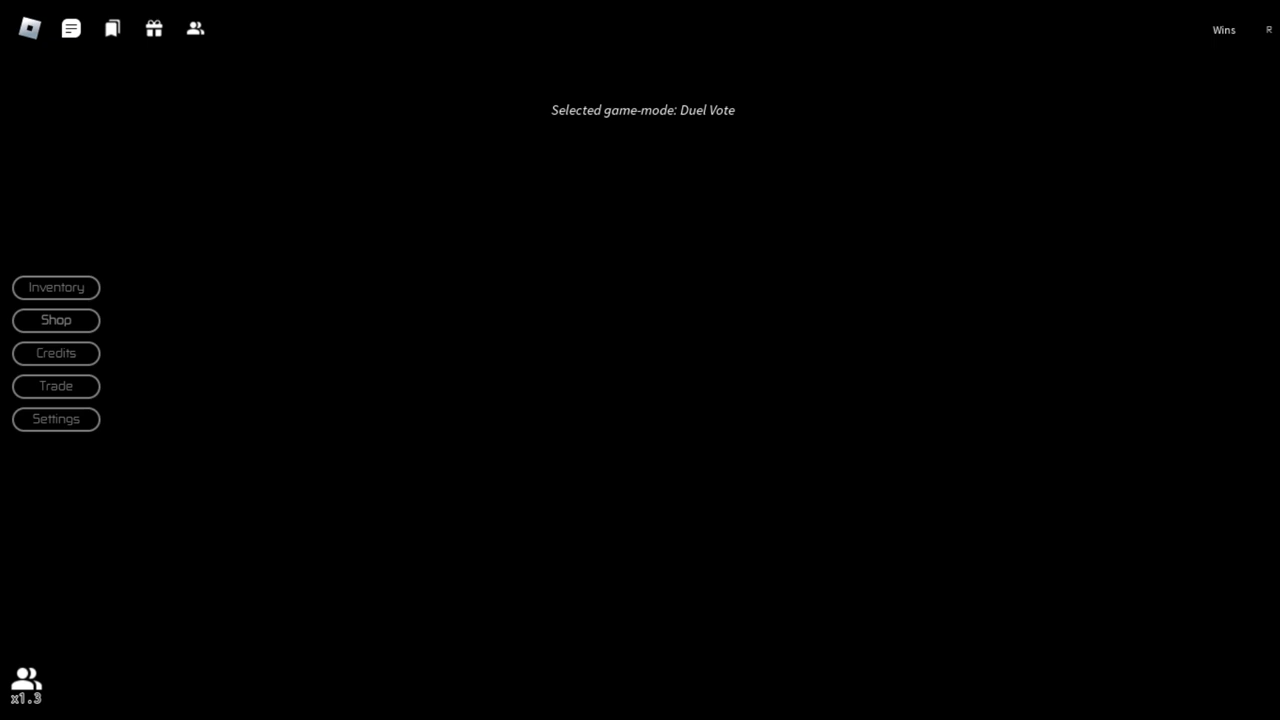 Wins R
Selected game-mode: Duel Vote
Inventory
Shop
Credits
Trade
Settings
x1.3